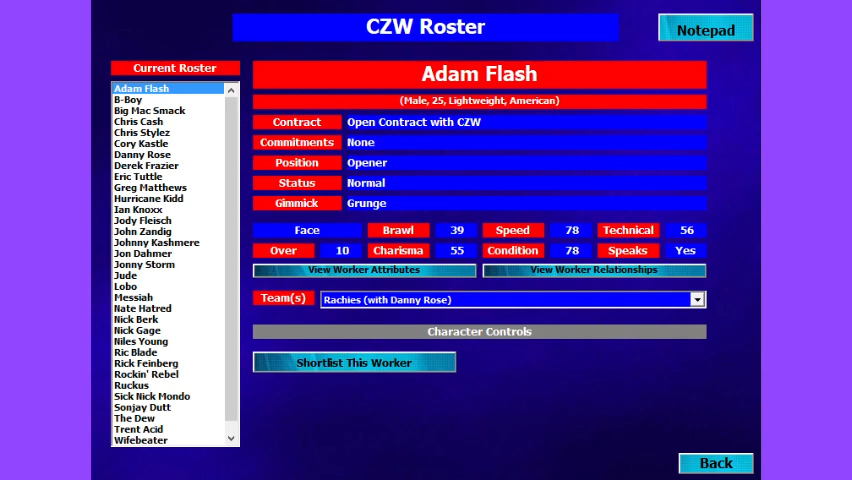 CZW Roster
Notepad
Current Roster
Adam Flash
B-Boy
Big Mac Smack
Chris Cash
Chris Stylez
Cory Kastle
Danny Rose
Derek Frazier
Eric Tuttle
Greg Matthews
Hurricane Kidd
Ian Knoxx
Jody Fleisch
John Zandig
Johnny Kashmere
Jon Dahmer
Jonny Storm
Jude
Lobo
Messiah
Nate Hatred
Nick Berk
Nick Gage
Niles Young
Ric Blade
Rick Feinberg
Rockin' Rebel
Ruckus
Sick Nick Mondo
Sonjay Dutt
The Dew
Trent Acid
Wifebeater
Adam Flash
(Male, 25, Lightweight, American)
Contract Open Contract with CZW
Commitments None
Position Opener
Status Normal
Gimmick Grunge
Face Brawl 39 Speed 78 Technical 56
Over 10 Charisma 55 Condition 78 Speaks Yes
View Worker Attributes View Worker Relationships
Team(s) Rachies (with Danny Rose)
Character Controls
Shortlist This Worker
Back